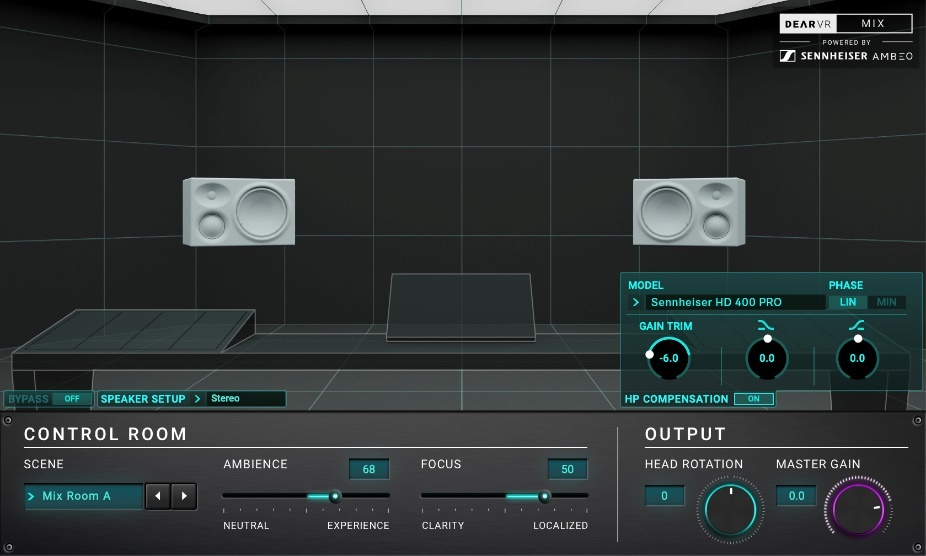 DEARVR MIX
POWERED BY
SENNHEISER AMBEO
MODEL PHASE
Sennheiser HD 400 PRO LIN MIN
GAIN TRIM
-6.0 0.0 0.0
BYPASS OFF SPEAKER SETUP Stereo HP COMPENSATION ON
CONTROL ROOM
SCENE AMBIENCE 68 FOCUS 50
Mix Room A
NEUTRAL EXPERIENCE CLARITY LOCALIZED
OUTPUT
HEAD ROTATION MASTER GAIN
0 0.0